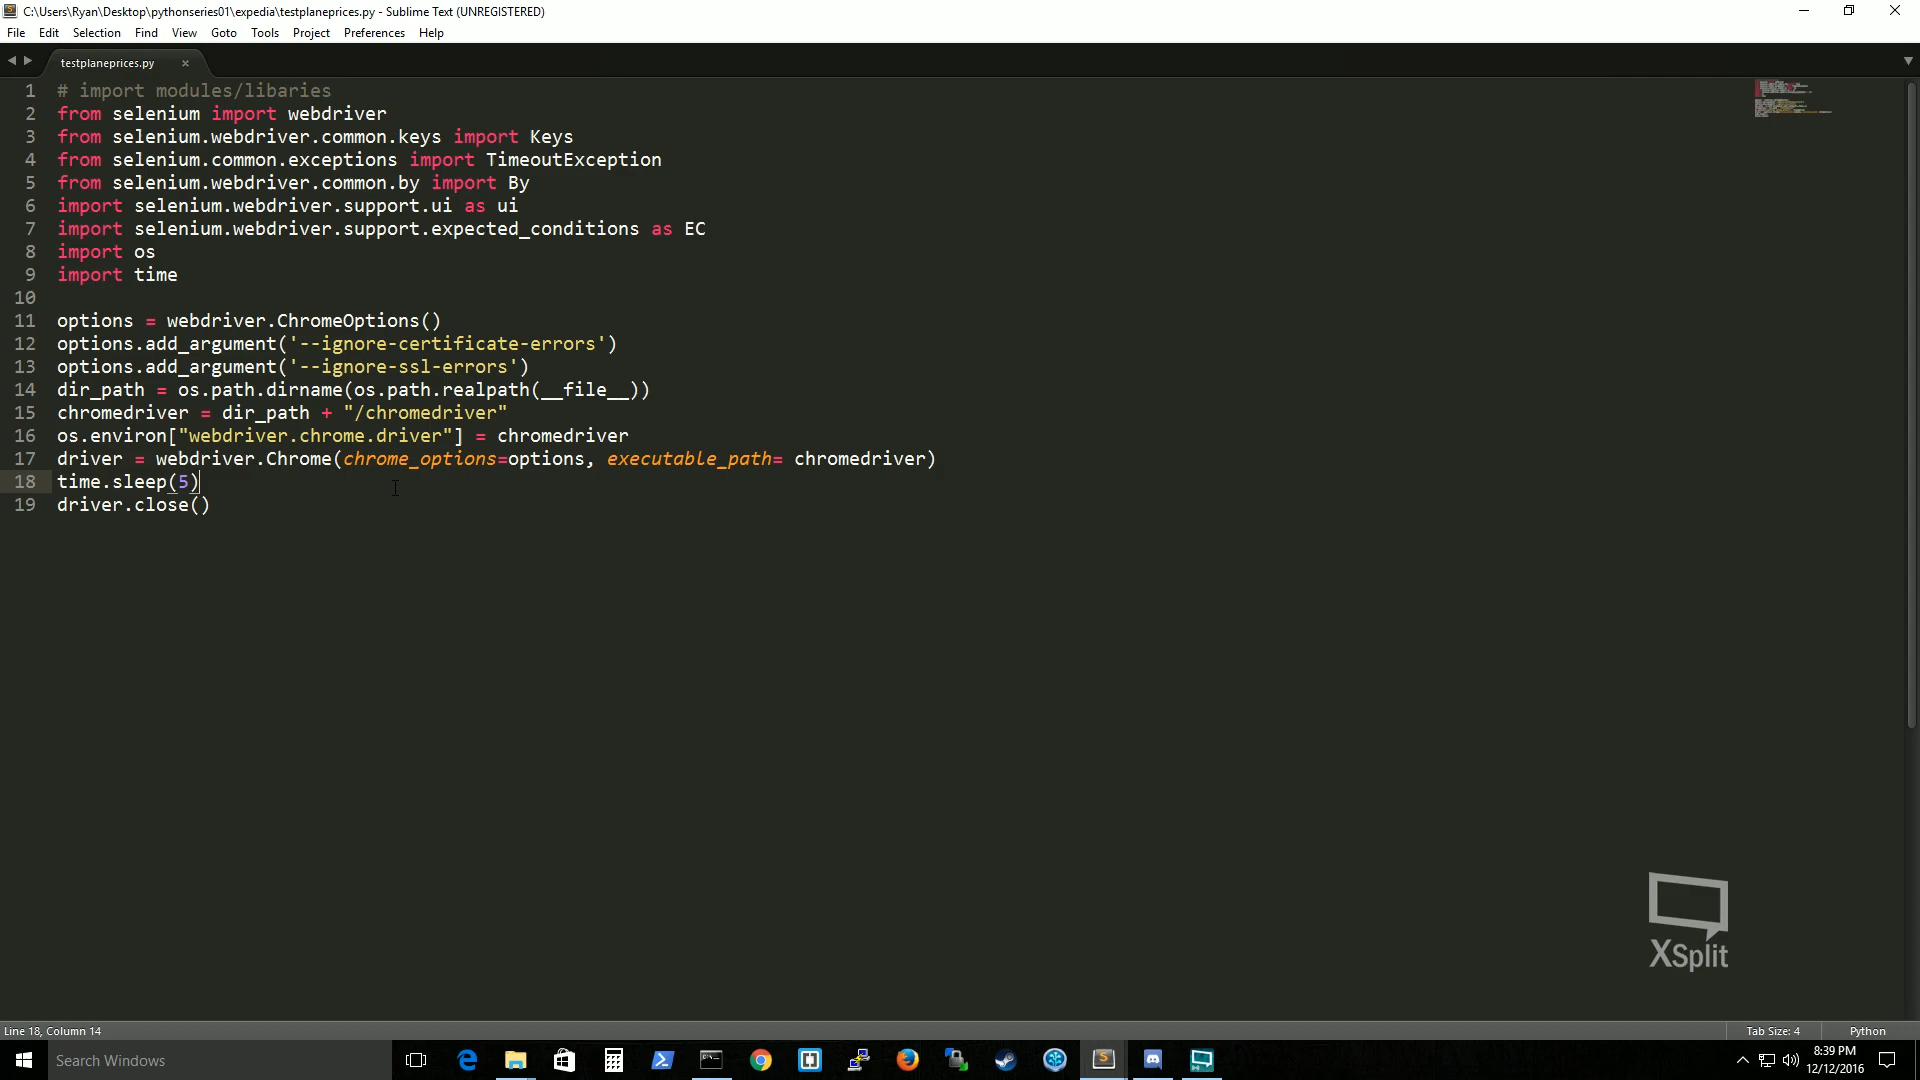 C:\Users\Ryan\Desktop\pythonseries01\expedia\testplaneprices.py - Sublime Text (UNREGISTERED)
File Edit Selection Find View Goto Tools Project Preferences Help
testplaneprices.py
1 # import modules/libaries
2 from selenium import webdriver
3 from selenium.webdriver.common.keys import Keys
4 from selenium.common.exceptions import TimeoutException
5 from selenium.webdriver.common.by import By
6 import selenium.webdriver.support.ui as ui
7 import selenium.webdriver.support.expected_conditions as EC
8 import os
9 import time
10
11 options = webdriver.ChromeOptions()
12 options.add_argument('--ignore-certificate-errors')
13 options.add_argument('--ignore-ssl-errors')
14 dir_path = os.path.dirname(os.path.realpath(__file__))
15 chromedriver = dir_path + "/chromedriver"
16 os.environ["webdriver.chrome.driver"] = chromedriver
17 driver = webdriver.Chrome(chrome_options=options, executable_path= chromedriver)
18 time.sleep(5)
19 driver.close()
XSplit
Line 18, Column 14 Tab Size: 4 Python
Search Windows
8:39 PM
12/12/2016